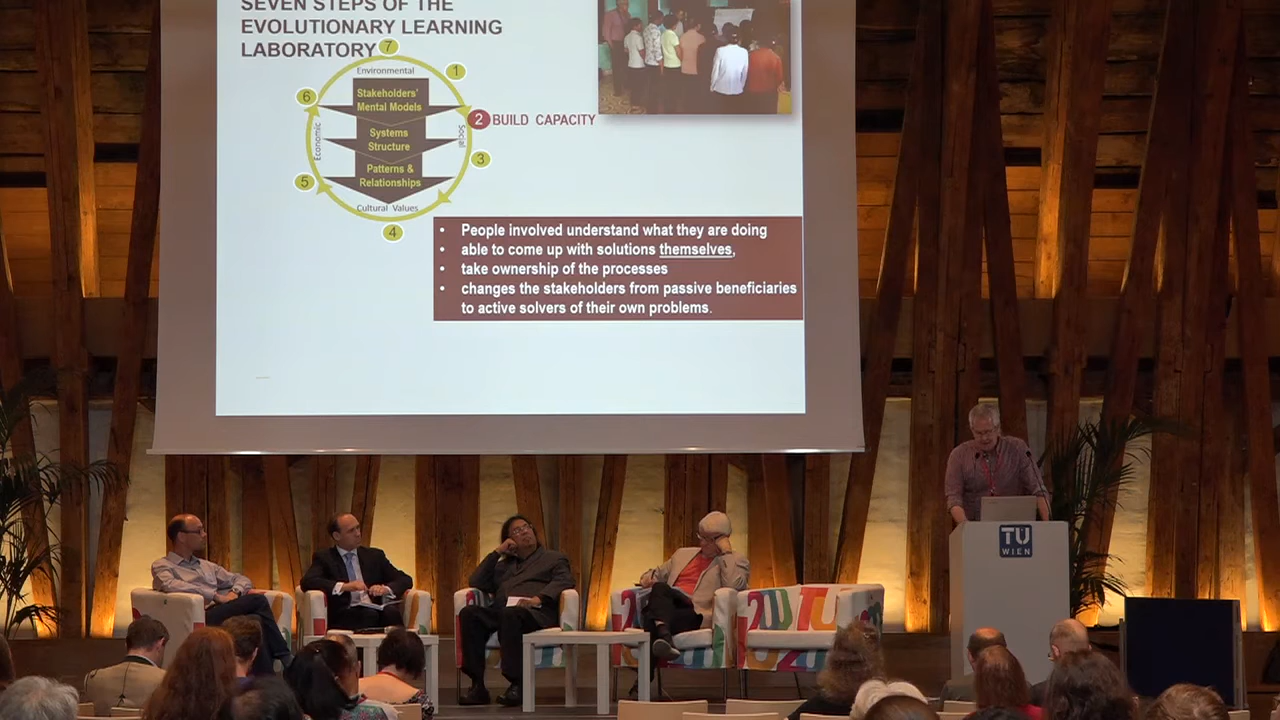 SEVEN STEPS OF THE
EVOLUTIONARY LEARNING
LABORATORY
7
Environmental
1
Stakeholders'
Mental Models
6
2 BUILD CAPACITY
Economic
Systems
Structure
Social
3
Patterns &
Relationships
5
Cultural Values
4
• People involved understand what they are doing
• able to come up with solutions themselves,
• take ownership of the processes
• changes the stakeholders from passive beneficiaries
to active solvers of their own problems.
TU
WIEN
TU